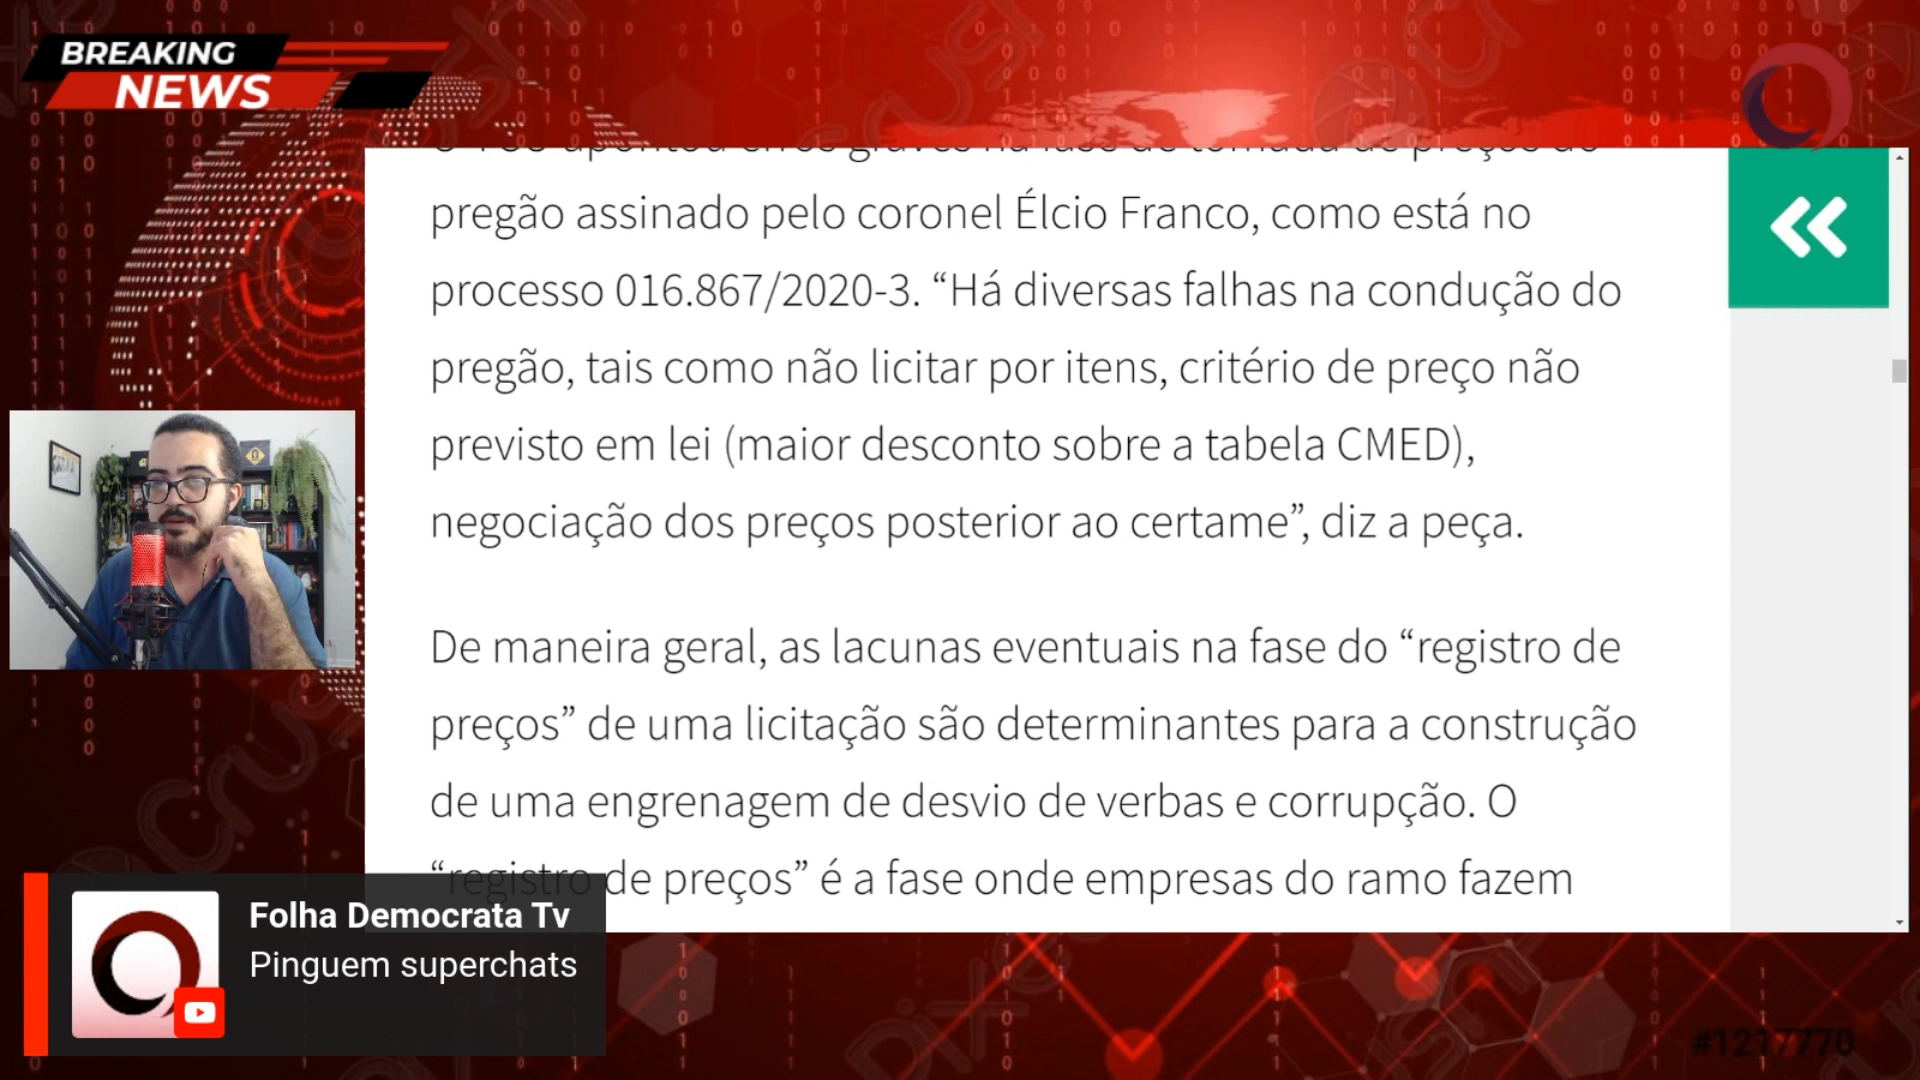 BREAKING
NEWS
pregão assinado pelo coronel Élcio Franco, como está no
processo 016.867/2020-3. “Há diversas falhas na condução do
pregão, tais como não licitar por itens, critério de preço não
previsto em lei (maior desconto sobre a tabela CMED),
negociação dos preços posterior ao certame”, diz a peça.
De maneira geral, as lacunas eventuais na fase do “registro de
preços” de uma licitação são determinantes para a construção
de uma engrenagem de desvio de verbas e corrupção. O
“registro de preços” é a fase onde empresas do ramo fazem
Folha Democrata Tv
Pinguem superchats
#1217770